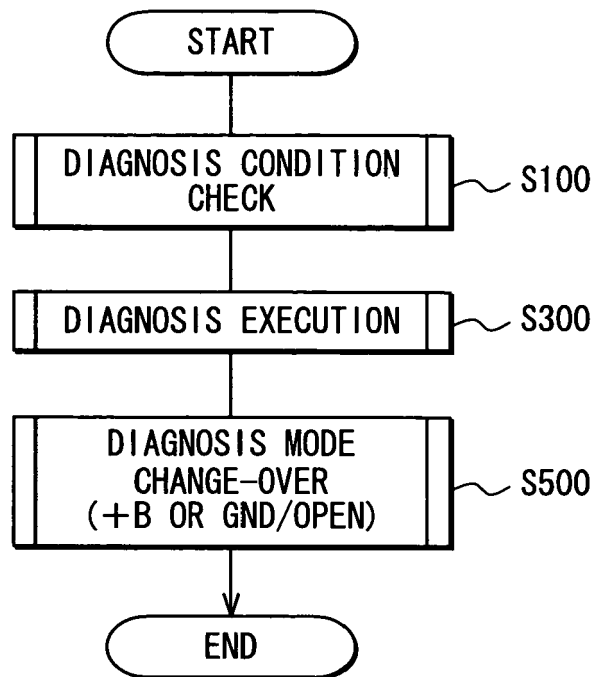 START
DIAGNOSIS CONDITION
CHECK
S100
DIAGNOSIS EXECUTION
S300
DIAGNOSIS MODE
CHANGE-OVER
(+B OR GND/OPEN)
S500
END